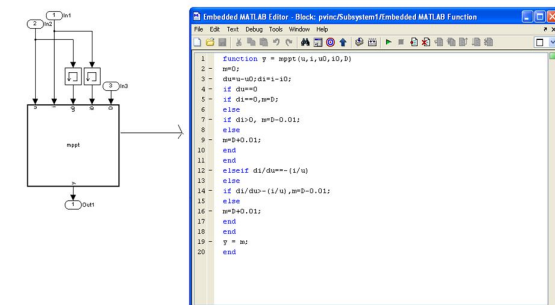 1 In1
2 In2
3 In3
u i u0 i0 D
mppt
y
1 Out1
Embedded MATLAB Editor - Block: pvinc/Subsystem1/Embedded MATLAB Function
File Edit Text Debug Tools Window Help
1 function y = mppt(u,i,u0,i0,D)
2 - m=0;
3 - du=u-u0;di=i-i0;
4 - if du==0
5 - if di==0,m=D;
6 else
7 - if di>0, m=D-0.01;
8 else
9 - m=D+0.01;
10 end
11 end
12 - elseif di/du==-(i/u)
13 else
14 - if di/du>-(i/u),m=D-0.01;
15 else
16 - m=D+0.01;
17 end
18 end
19 - y = m;
20 end